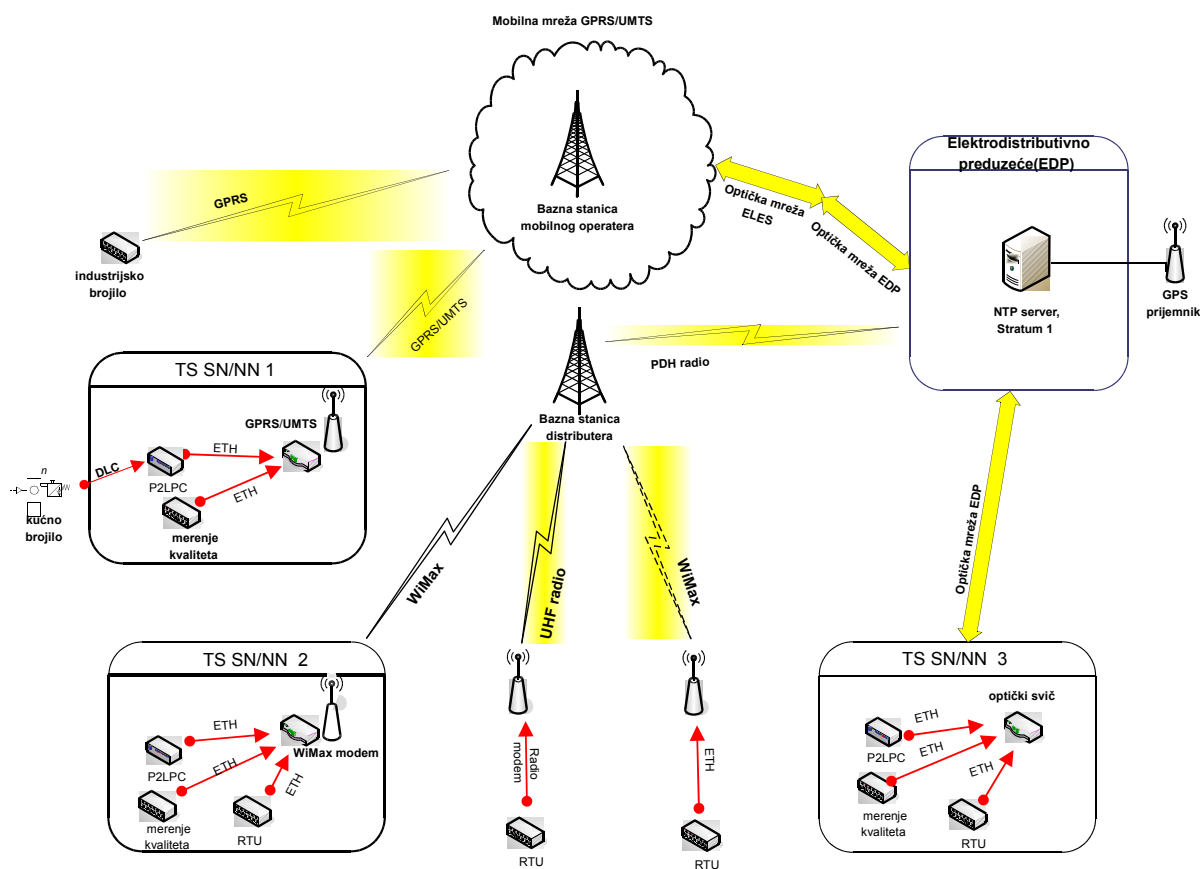 Mobilna mreža GPRS/UMTS
Bazna stanica
mobilnog operatera
GPRS
industrijsko
brojilo
GPRS/UMTS
Optička mreža
ELES
Optička mreža EDP
Elektrodistributivno
preduzeće(EDP)
NTP server,
Stratum 1
GPS
prijemnik
PDH radio
Bazna stanica
distributera
TS SN/NN 1
GPRS/UMTS
ETH
P2LPC
ETH
merenje
kvaliteta
DLC
n
kućno
brojilo
WiMax
UHF radio
WiMax
Optička mreža EDP
TS SN/NN 2
ETH
WiMax modem
P2LPC
ETH
ETH
merenje
kvaliteta
RTU
Radio
modem
RTU
ETH
RTU
TS SN/NN 3
optički svič
ETH
P2LPC
ETH
ETH
merenje
kvaliteta
RTU